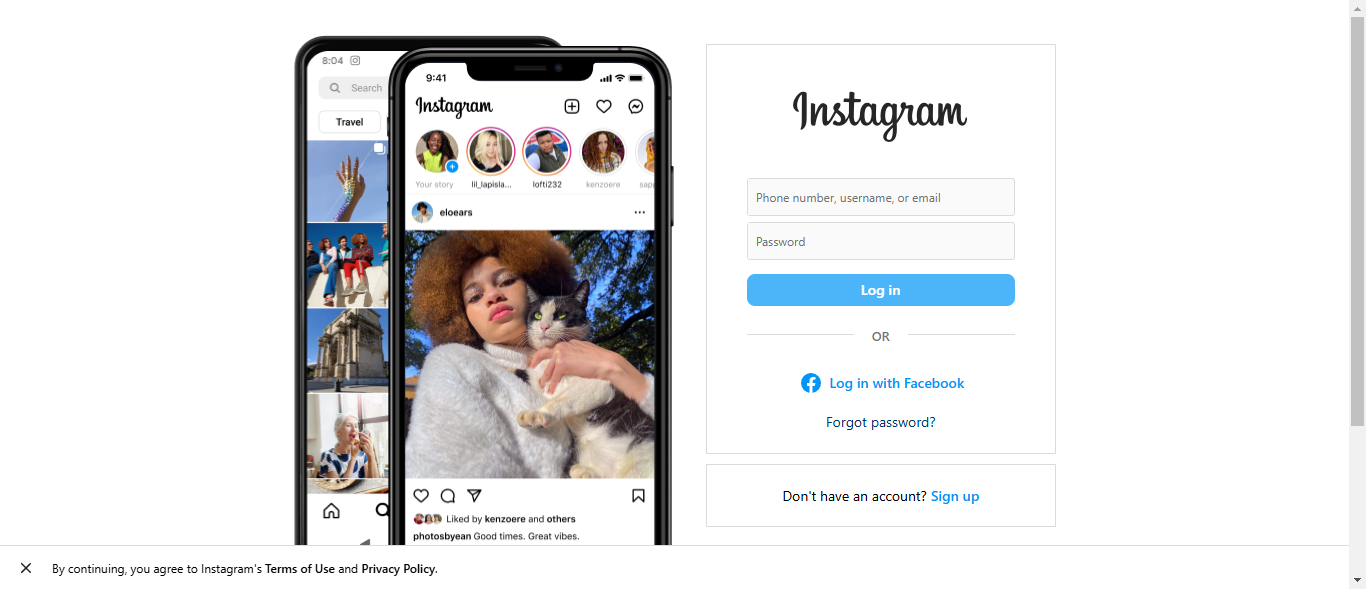 8:04
Search
Travel
9:41
Instagram
Your story
lil_lapisla...
lofti232
kenzoere
eloears
Liked by kenzoere and others
photosbyean Good times. Great vibes.
Instagram
Phone number, username, or email
Password
Log in
OR
Log in with Facebook
Forgot password?
Don't have an account? Sign up
By continuing, you agree to Instagram's Terms of Use and Privacy Policy.